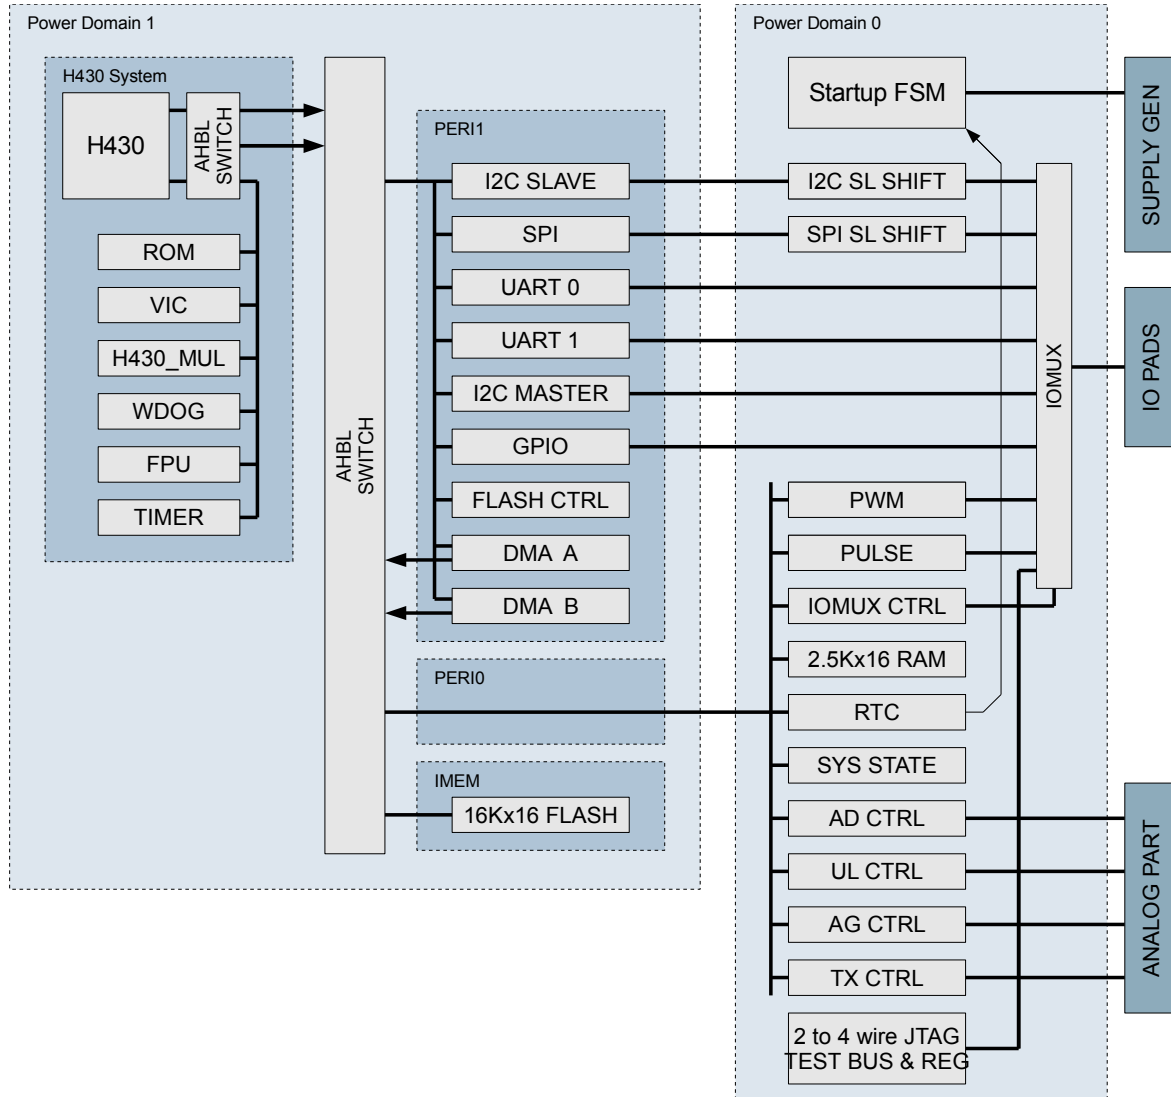 Power Domain 1
H430 System
H430
AHBL
SWITCH
ROM
VIC
H430_MUL
WDOG
FPU
TIMER
AHBL
SWITCH
PERI1
I2C SLAVE
SPI
UART 0
UART 1
I2C MASTER
GPIO
FLASH CTRL
DMA A
DMA B
PERI0
IMEM
16Kx16 FLASH
Power Domain 0
Startup FSM
I2C SL SHIFT
SPI SL SHIFT
IOMUX
PWM
PULSE
IOMUX CTRL
2.5Kx16 RAM
RTC
SYS STATE
AD CTRL
UL CTRL
AG CTRL
TX CTRL
2 to 4 wire JTAG
TEST BUS & REG
SUPPLY GEN
IO PADS
ANALOG PART